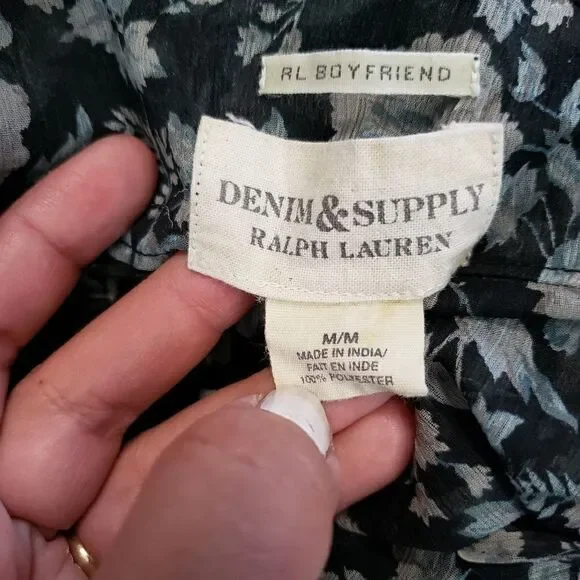 RL BOYFRIEND
DENIM & SUPPLY
RALPH LAUREN
M/M
MADE IN INDIA/
FAIT EN INDE
100% POLYESTER